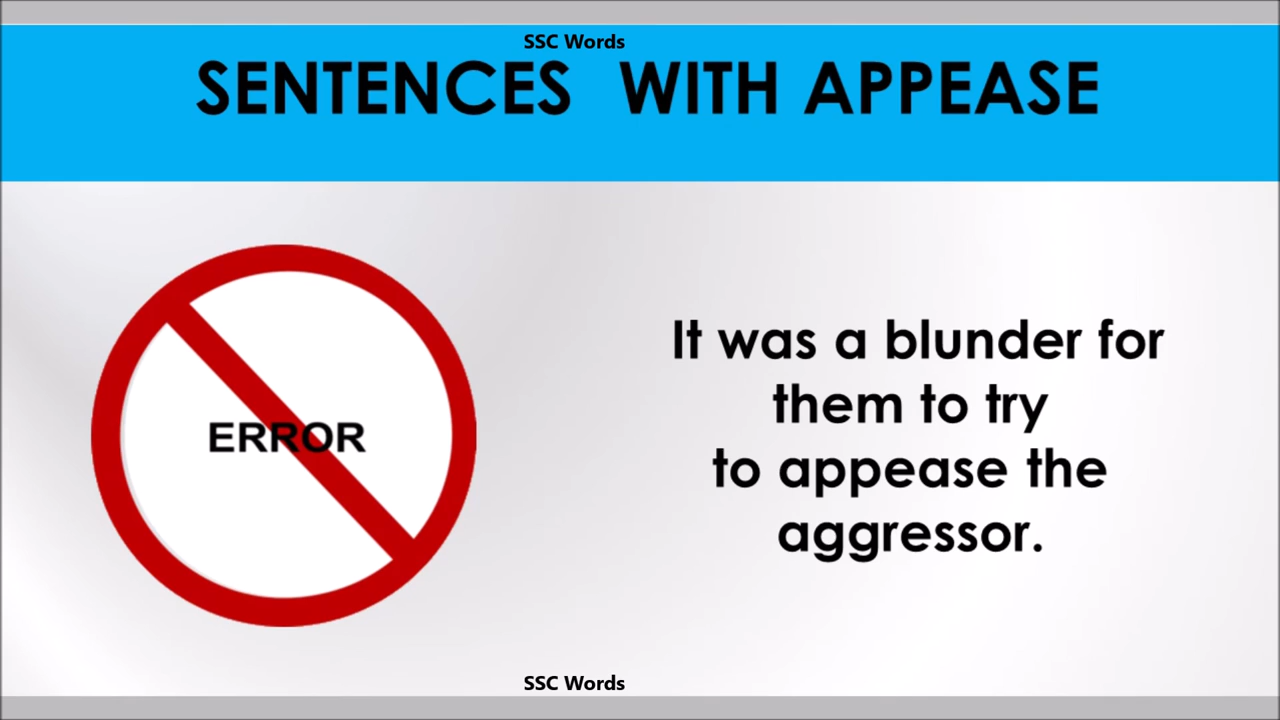 SSC Words
SENTENCES WITH APPEASE
ERROR
It was a blunder for
them to try
to appease the
aggressor.
SSC Words